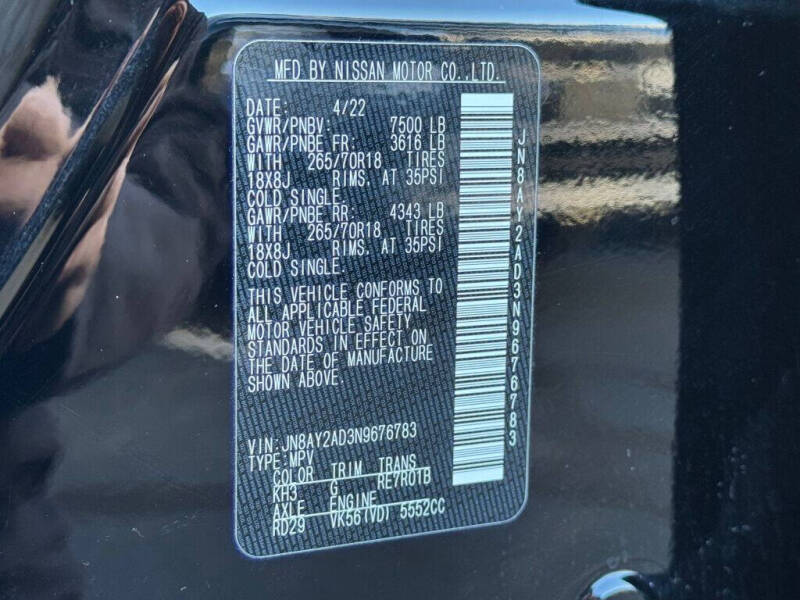 MFD BY NISSAN MOTOR CO.,LTD.
DATE: 4/22
GVWR/PNBV: 7500 LB
GAWR/PNBE FR: 3616 LB
WITH 265/70R18 TIRES
18X8J RIMS, AT 35PSI
COLD SINGLE.
GAWR/PNBE RR: 4343 LB
WITH 265/70R18 TIRES
18X8J RIMS, AT 35PSI
COLD SINGLE.
THIS VEHICLE CONFORMS TO
ALL APPLICABLE FEDERAL
MOTOR VEHICLE SAFETY
STANDARDS IN EFFECT ON
THE DATE OF MANUFACTURE
SHOWN ABOVE.
VIN: JN8AY2AD3N9676783
TYPE: MPV
COLOR TRIM TRANS
KH3 G RE7R01B
AXLE ENGINE
RD29 VK56(VD) 5552CC
JN8AY2AD3N9676783